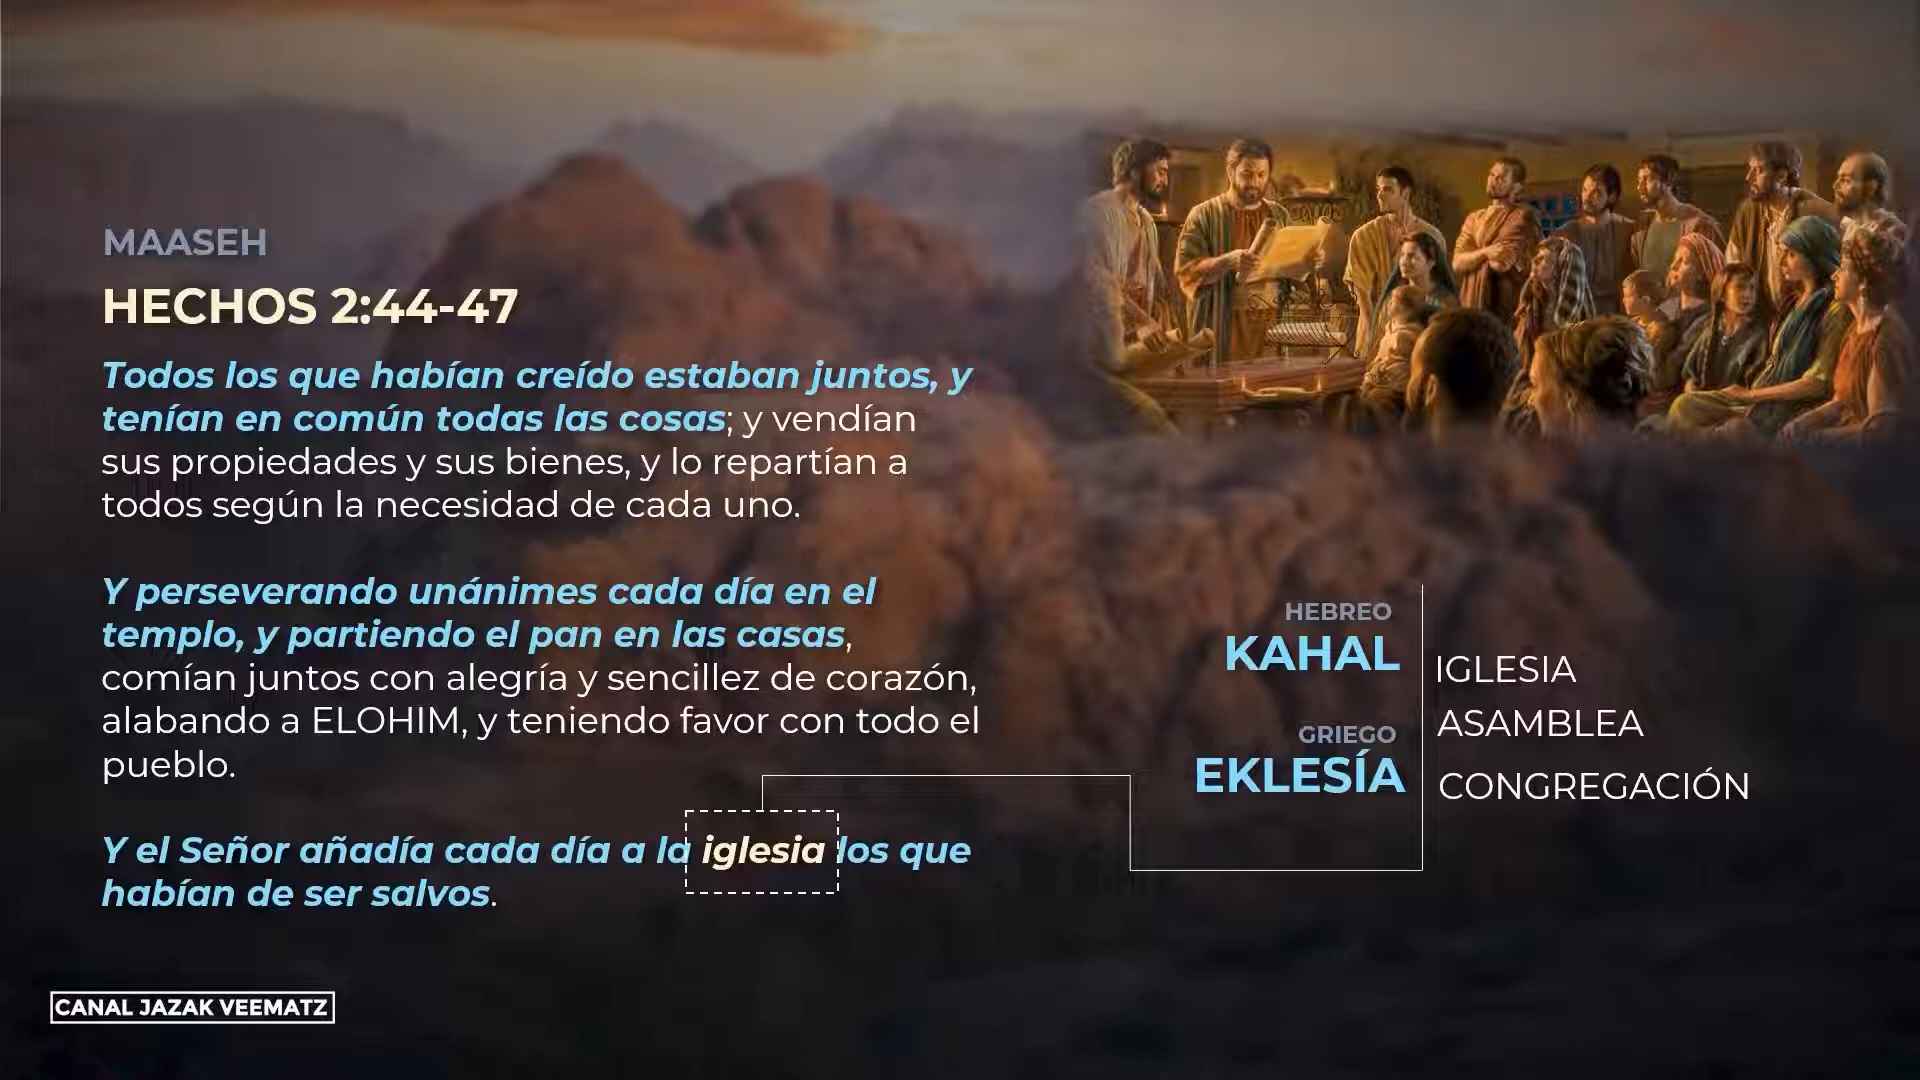 MAASEH
HECHOS 2:44-47
Todos los que habían creído estaban juntos, y
tenían en común todas las cosas; y vendían
sus propiedades y sus bienes, y lo repartían a
todos según la necesidad de cada uno.
Y perseverando unánimes cada día en el
templo, y partiendo el pan en las casas,
comían juntos con alegría y sencillez de corazón,
alabando a ELOHIM, y teniendo favor con todo el
pueblo.
Y el Señor añadía cada día a la iglesia los que
habían de ser salvos.
HEBREO
KAHAL
GRIEGO
EKLESÍA
IGLESIA
ASAMBLEA
CONGREGACIÓN
CANAL JAZAK VEEMATZ